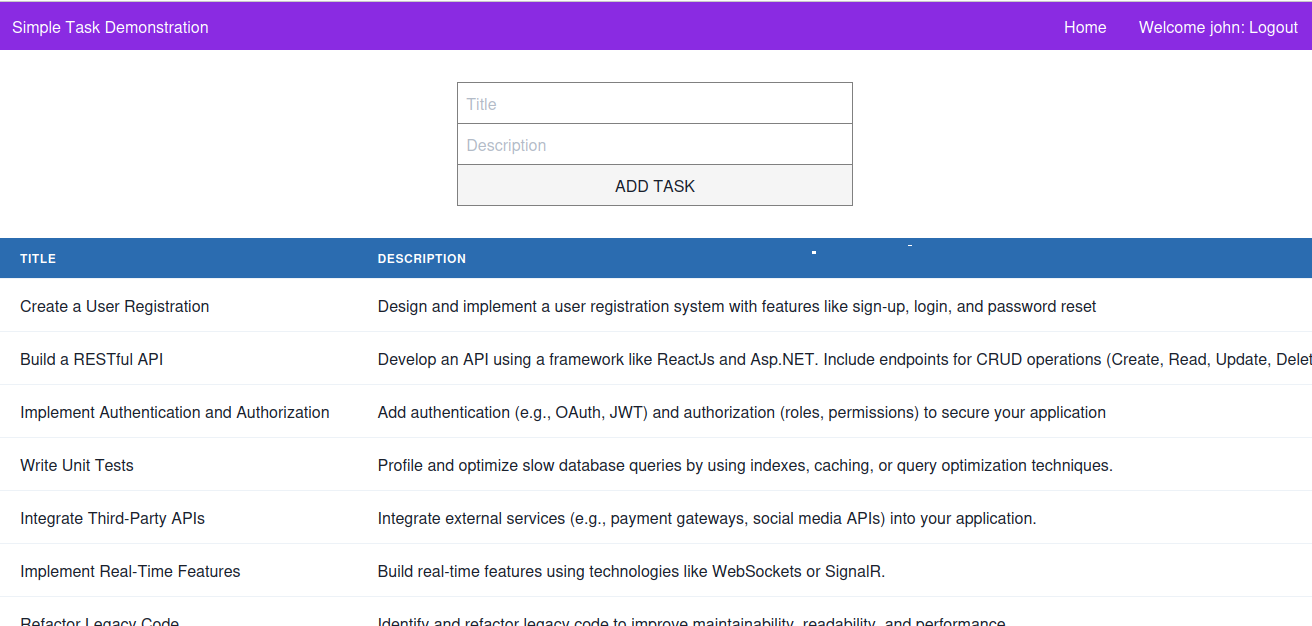 Simple Task Demonstration Home Welcome john: Logout
Title
Description
ADD TASK
TITLE DESCRIPTION
Create a User Registration Design and implement a user registration system with features like sign-up, login, and password reset
Build a RESTful API Develop an API using a framework like ReactJs and Asp.NET. Include endpoints for CRUD operations (Create, Read, Update, Delet
Implement Authentication and Authorization Add authentication (e.g., OAuth, JWT) and authorization (roles, permissions) to secure your application
Write Unit Tests Profile and optimize slow database queries by using indexes, caching, or query optimization techniques.
Integrate Third-Party APIs Integrate external services (e.g., payment gateways, social media APIs) into your application.
Implement Real-Time Features Build real-time features using technologies like WebSockets or SignalR.
Refactor Legacy Code Identify and refactor legacy code to improve maintainability, readability, and performance